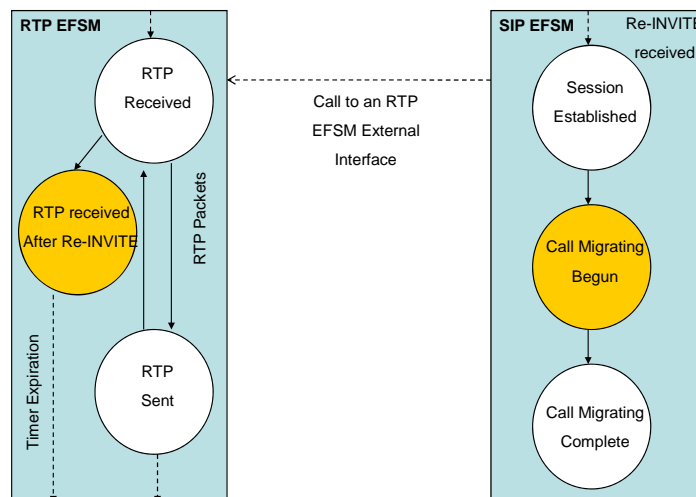 RTP EFSM
RTP
Received
RTP received
After Re-INVITE
RTP Packets
RTP
Sent
Timer Expiration
Call to an RTP
EFSM External
Interface
SIP EFSM
Re-INVITE
received
Session
Established
Call Migrating
Begun
Call Migrating
Complete